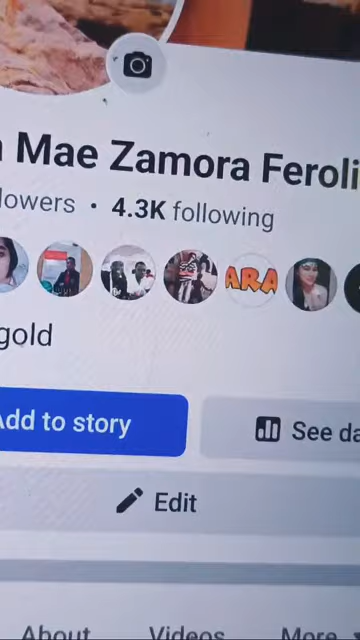 Mae Zamora Feroli
lowers • 4.3K following
ARA
gold
Add to story
See da
Edit
About Videos More